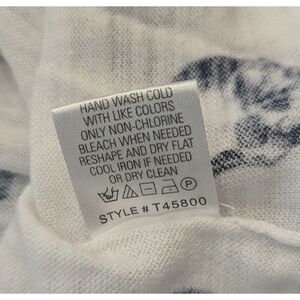 HAND WASH COLD
WITH LIKE COLORS
ONLY NON-CHLORINE
BLEACH WHEN NEEDED
RESHAPE AND DRY FLAT
COOL IRON IF NEEDED
OR DRY CLEAN
P
STYLE # T45800